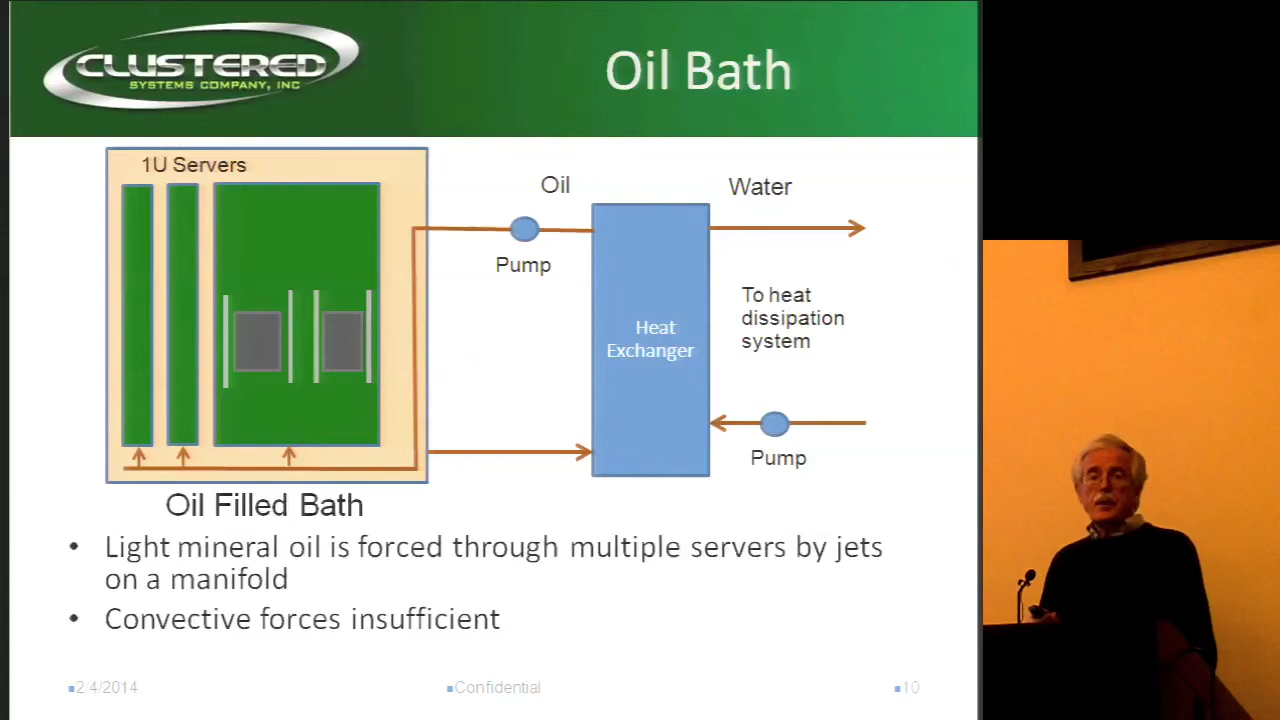 CLUSTERED
SYSTEMS COMPANY, INC
Oil Bath
1U Servers
Oil
Water
Pump
To heat
dissipation
system
Heat
Exchanger
Pump
Oil Filled Bath
• Light mineral oil is forced through multiple servers by jets
on a manifold
• Convective forces insufficient
2/4/2014
Confidential
10